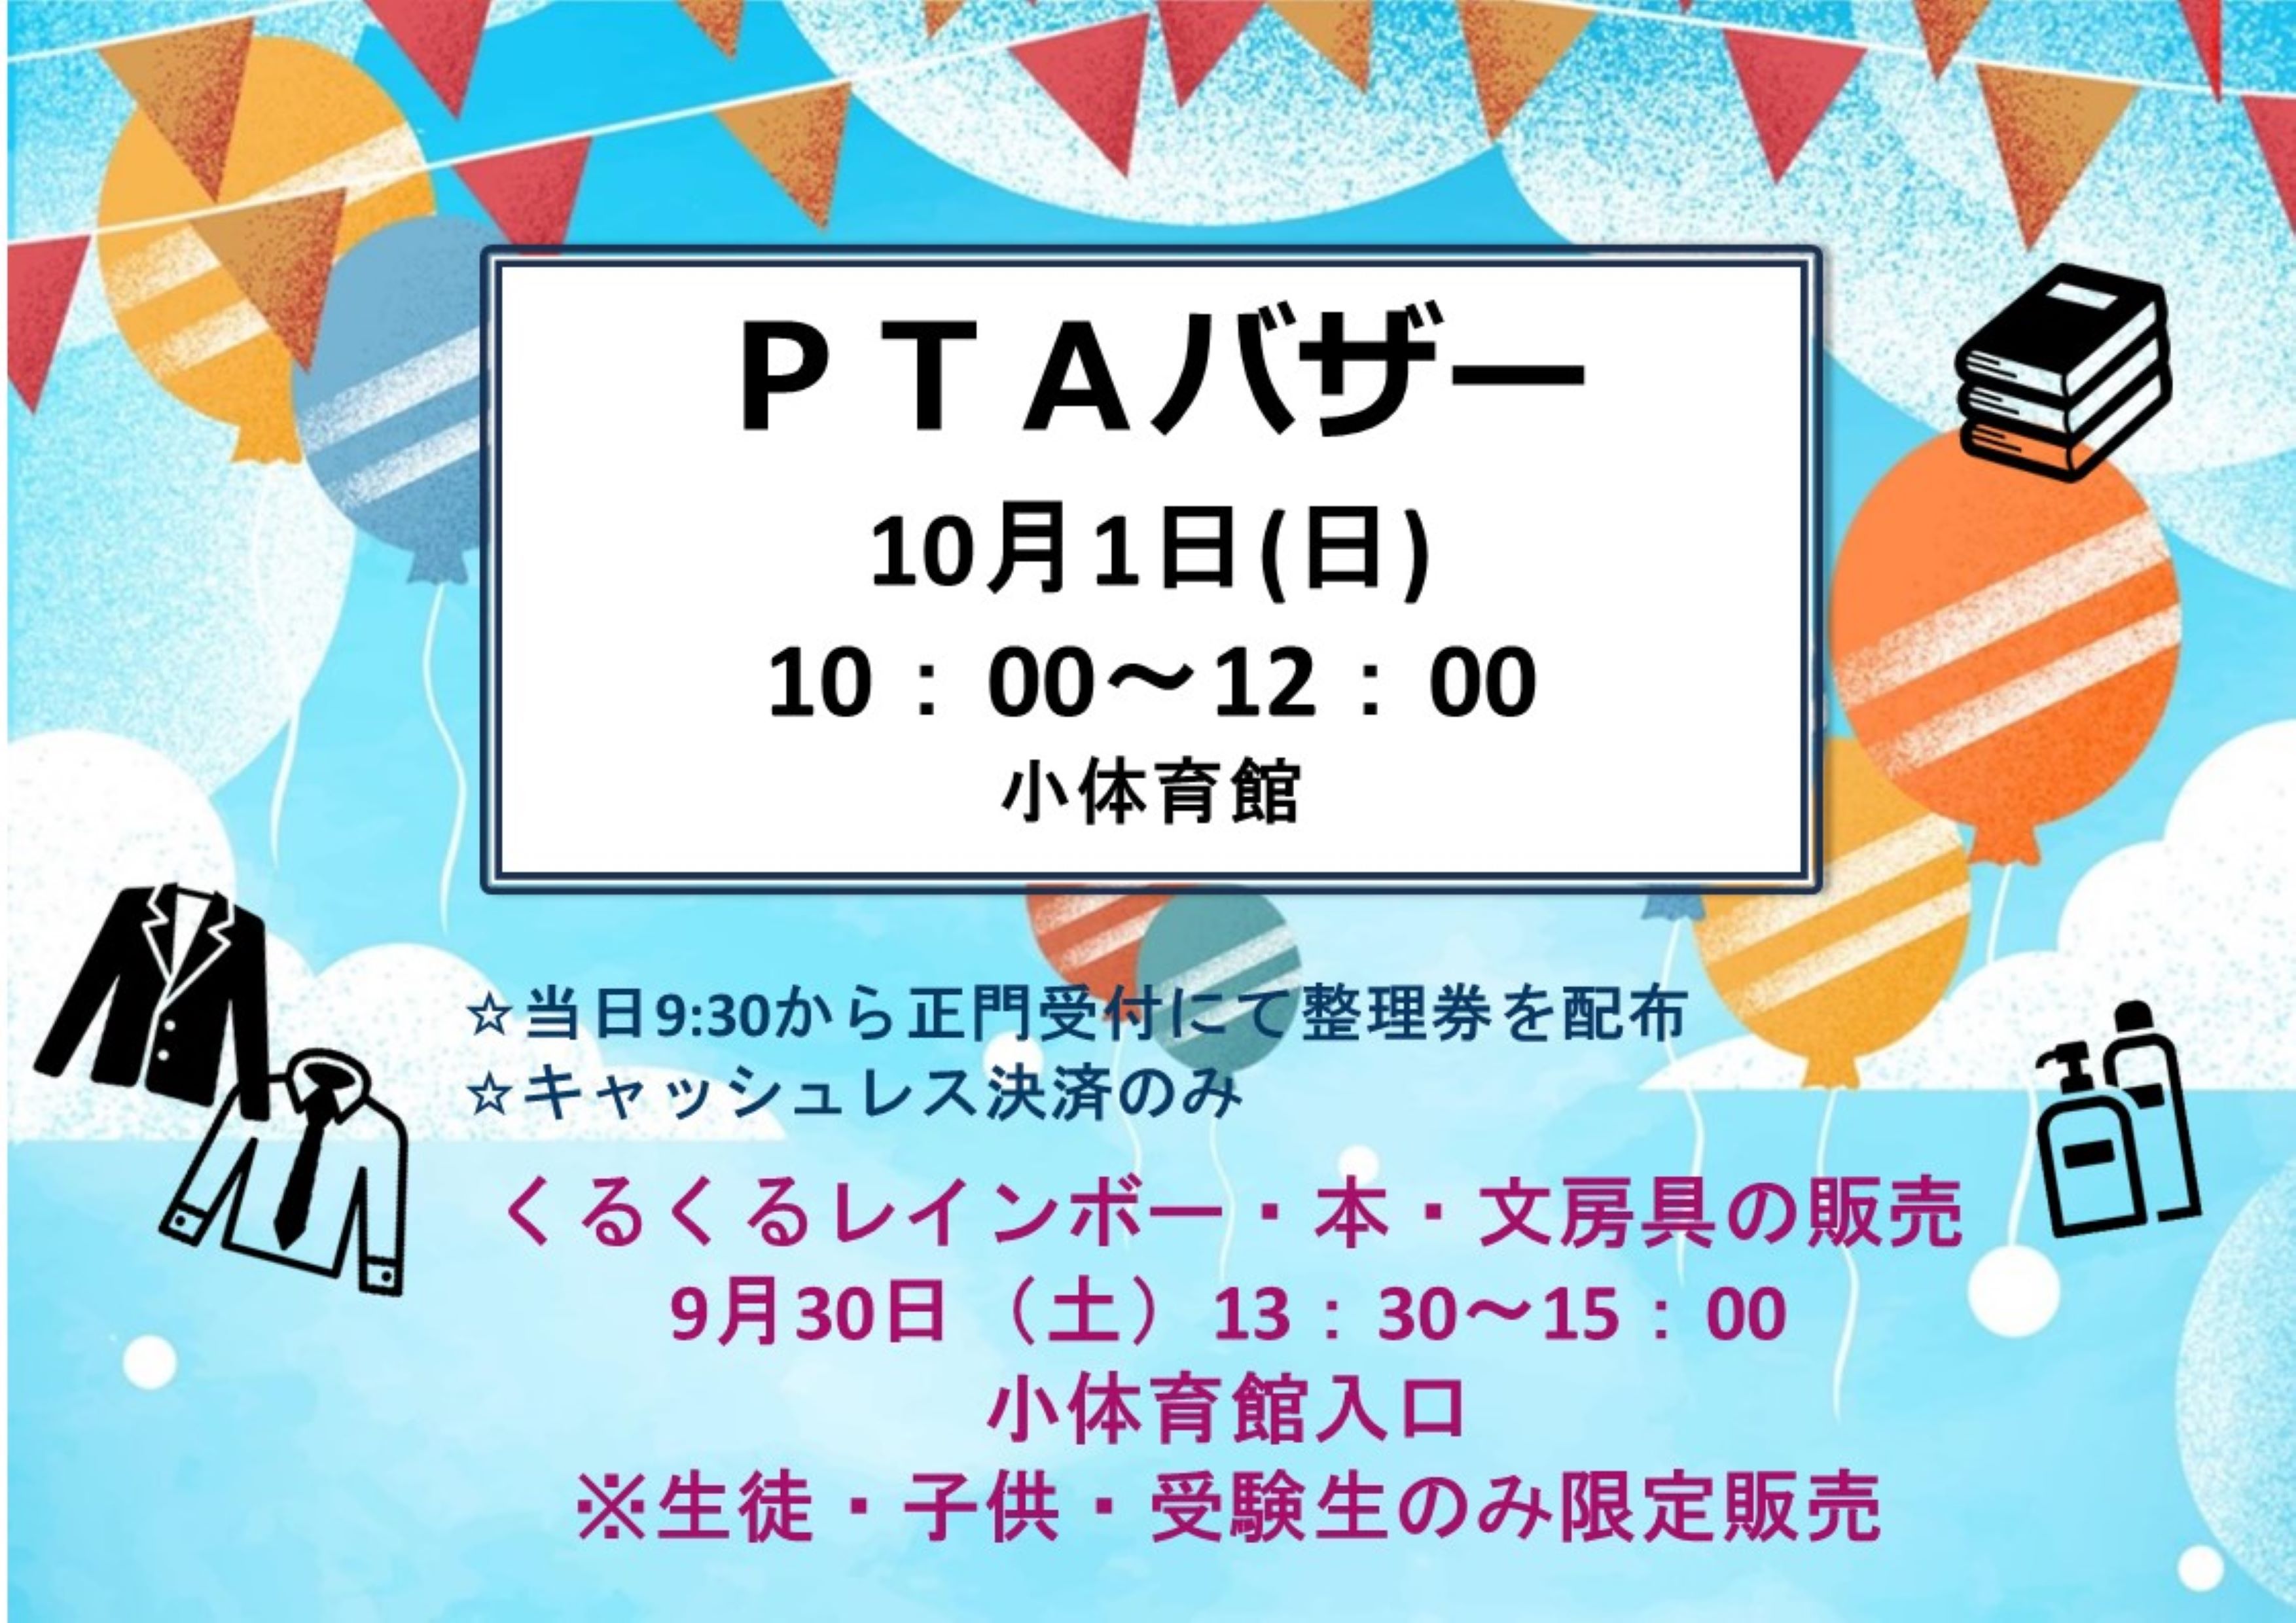 ＰＴＡバザー
10月1日(日)
10：00～12：00
小体育館
☆当日9:30から正門受付にて整理券を配布
☆キャッシュレス決済のみ
くるくるレインボー・本・文房具の販売
9月30日（土）13：30～15：00
小体育館入口
※生徒・子供・受験生のみ限定販売